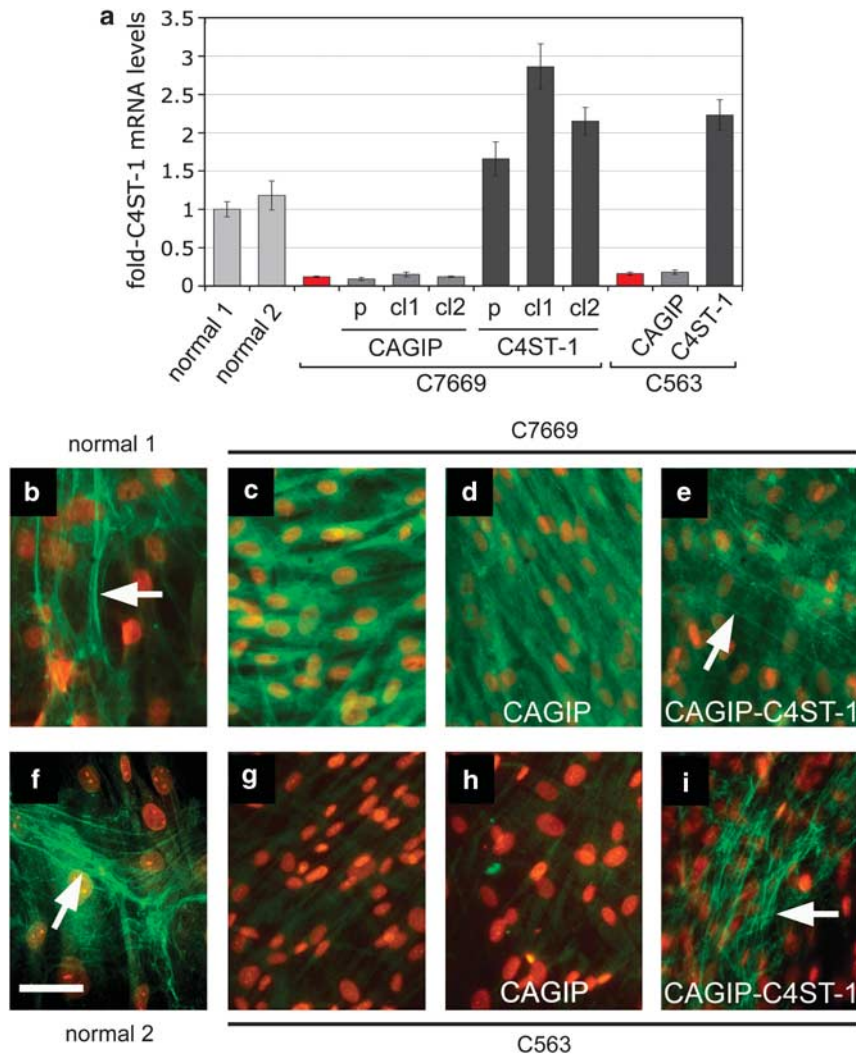 a
fold-C4ST-1 mRNA levels
3.5
3
2.5
2
1.5
1
0.5
0
normal 1
normal 2
p cl1 cl2 p cl1 cl2
CAGIP C4ST-1
CAGIP
C4ST-1
C7669 C563
normal 1 C7669
b c d e
CAGIP CAGIP-C4ST-1
f g h i
CAGIP CAGIP-C4ST-1
normal 2 C563